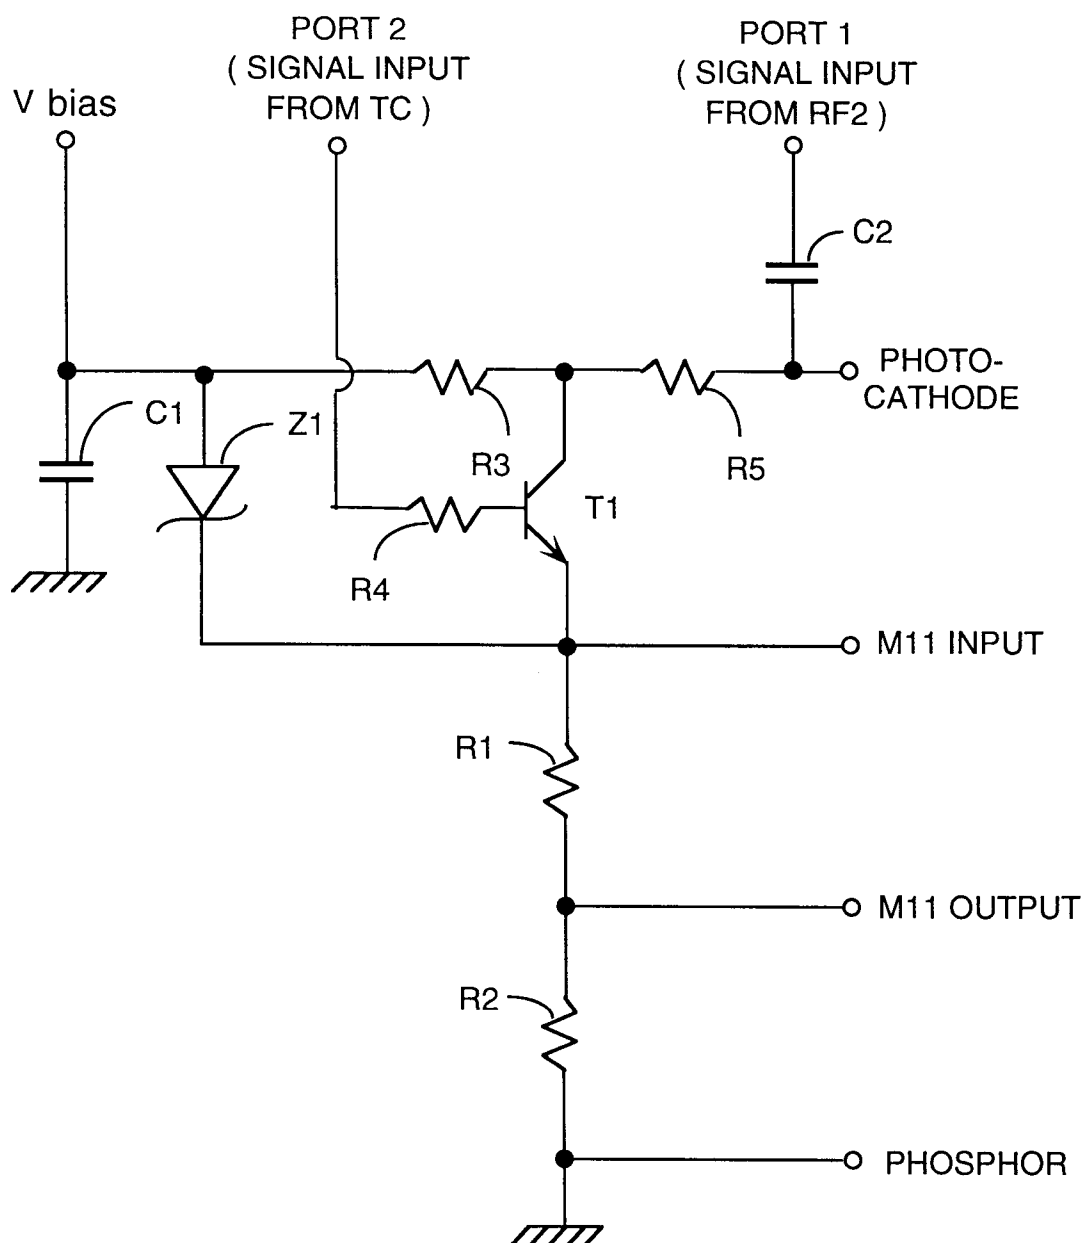 PORT 2
( SIGNAL INPUT
FROM TC )
PORT 1
( SIGNAL INPUT
FROM RF2 )
V bias
C2
PHOTO-
CATHODE
C1
Z1
R3
R5
T1
R4
M11 INPUT
R1
M11 OUTPUT
R2
PHOSPHOR